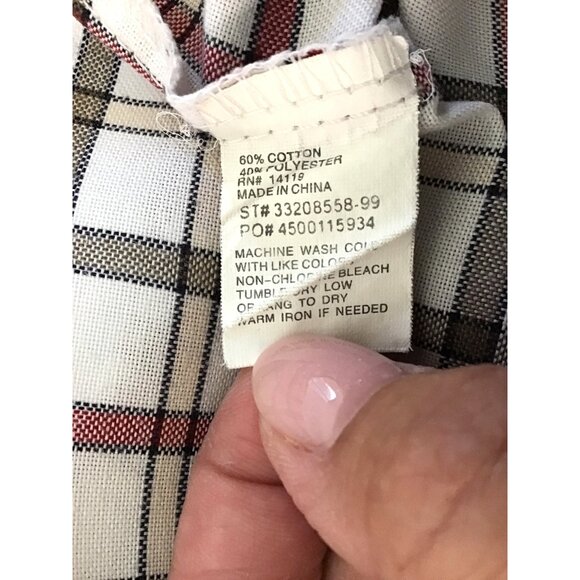 60% COTTON
40% POLYESTER
RN# 14119
MADE IN CHINA
ST# 33208558-99
PO# 4500115934
MACHINE WASH COLD
WITH LIKE COLORS
NON-CHLORINE BLEACH
TUMBLE DRY LOW
OR HANG TO DRY
WARM IRON IF NEEDED